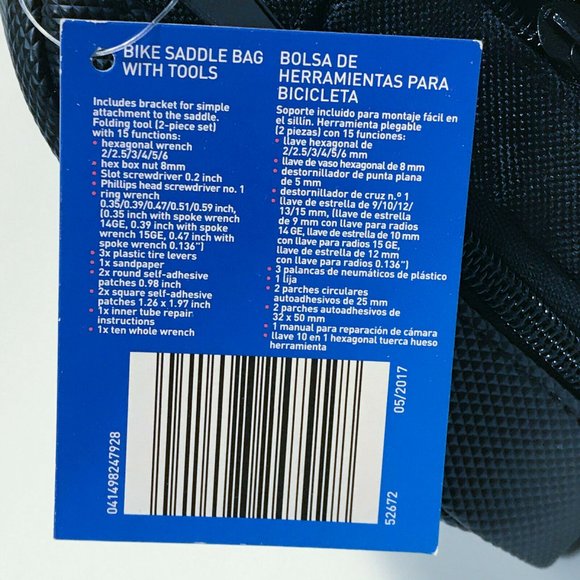 BIKE SADDLE BAG
WITH TOOLS
Includes bracket for simple
attachment to the saddle.
Folding tool (2-piece set)
with 15 functions:
• hexagonal wrench
2/2.5/3/4/5/6
• hex box nut 8mm
• Slot screwdriver 0.2 inch
• Phillips head screwdriver no. 1
ring wrench
0.35/0.39/0.47/0.51/0.59 inch,
(0.35 inch with spoke wrench
14GE, 0.39 inch with spoke
wrench 15GE, 0.47 inch with
spoke wrench 0.136")
• 3x plastic tire levers
• 1x sandpaper
• 2x round self-adhesive
patches 0.98 inch
• 2x square self-adhesive
patches 1.26 x 1.97 inch
• 1x inner tube repair
instructions
• 1x ten whole wrench
BOLSA DE
HERRAMIENTAS PARA
BICICLETA
Soporte incluido para montaje fácil en
el sillín. Herramienta plegable
(2 piezas) con 15 funciones:
• llave hexagonal de
2/2.5/3/4/5/6 mm
• llave de vaso hexagonal de 8 mm
• destornillador de punta plana
de 5 mm
• destornillador de cruz n.º 1
• llave de estrella de 9/10/12/
13/15 mm, (llave de estrella
de 9 mm con llave para radios
14 GE, llave de estrella de 10 mm
con llave para radios 15 GE,
llave de estrella de 12 mm
con llave para radios 0.136")
• 3 palancas de neumáticos de plástico
• 1 lija
• 2 parches circulares
autoadhesivos de 25 mm
• 2 parches autoadhesivos de
32 x 50 mm
• 1 manual para reparación de cámara
• llave 10 en 1 hexagonal tuerca hueso
herramienta
041498247928
05/2017
52672